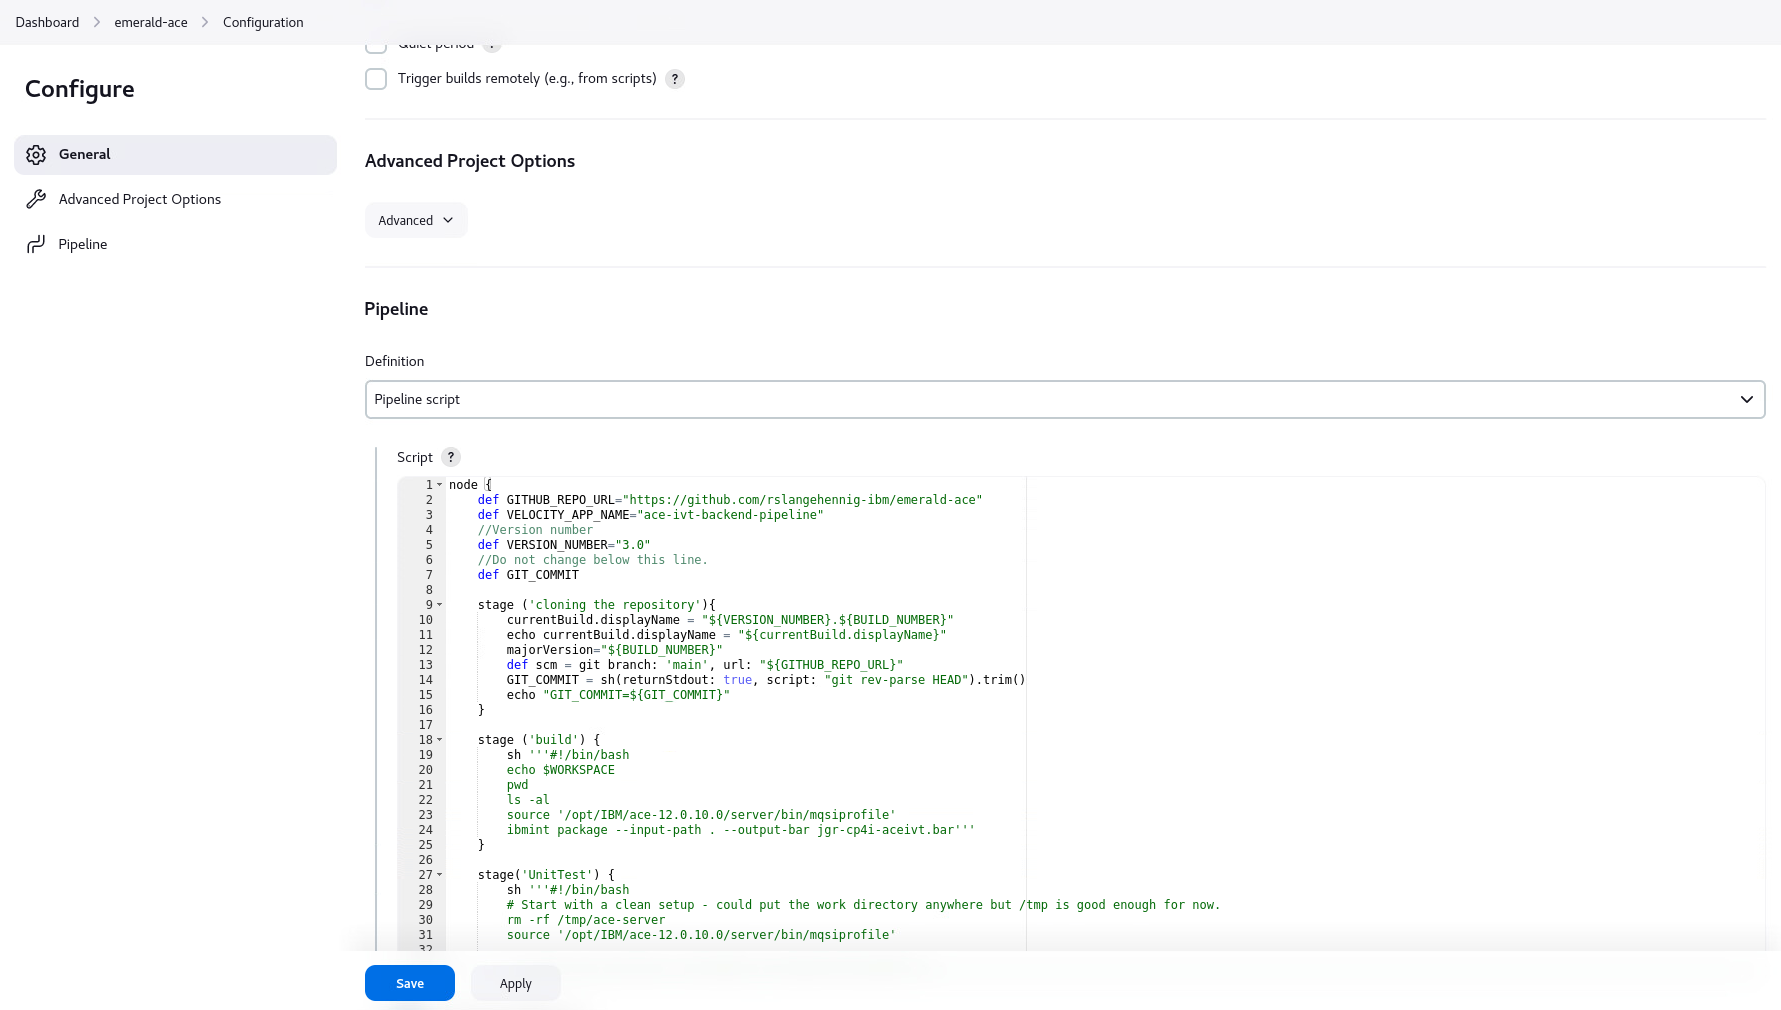 Dashboard > emerald-ace > Configuration
Configure
General
Advanced Project Options
Pipeline
Quiet period ?
Trigger builds remotely (e.g., from scripts) ?
Advanced Project Options
Advanced
Pipeline
Definition
Pipeline script
Script ?
1 node {
2     def GITHUB_REPO_URL="https://github.com/rslangehennig-ibm/emerald-ace"
3     def VELOCITY_APP_NAME="ace-ivt-backend-pipeline"
4     //Version number
5     def VERSION_NUMBER="3.0"
6     //Do not change below this line.
7     def GIT_COMMIT
8
9     stage ('cloning the repository'){
10         currentBuild.displayName = "${VERSION_NUMBER}.${BUILD_NUMBER}"
11         echo currentBuild.displayName = "${currentBuild.displayName}"
12         majorVersion="${BUILD_NUMBER}"
13         def scm = git branch: 'main', url: "${GITHUB_REPO_URL}"
14         GIT_COMMIT = sh(returnStdout: true, script: "git rev-parse HEAD").trim()
15         echo "GIT_COMMIT=${GIT_COMMIT}"
16     }
17
18     stage ('build') {
19         sh '''#!/bin/bash
20         echo $WORKSPACE
21         pwd
22         ls -al
23         source '/opt/IBM/ace-12.0.10.0/server/bin/mqsiprofile'
24         ibmint package --input-path . --output-bar jgr-cp4i-aceivt.bar'''
25     }
26
27     stage('UnitTest') {
28         sh '''#!/bin/bash
29         # Start with a clean setup - could put the work directory anywhere but /tmp is good enough for now.
30         rm -rf /tmp/ace-server
31         source '/opt/IBM/ace-12.0.10.0/server/bin/mqsiprofile'
32
Save
Apply